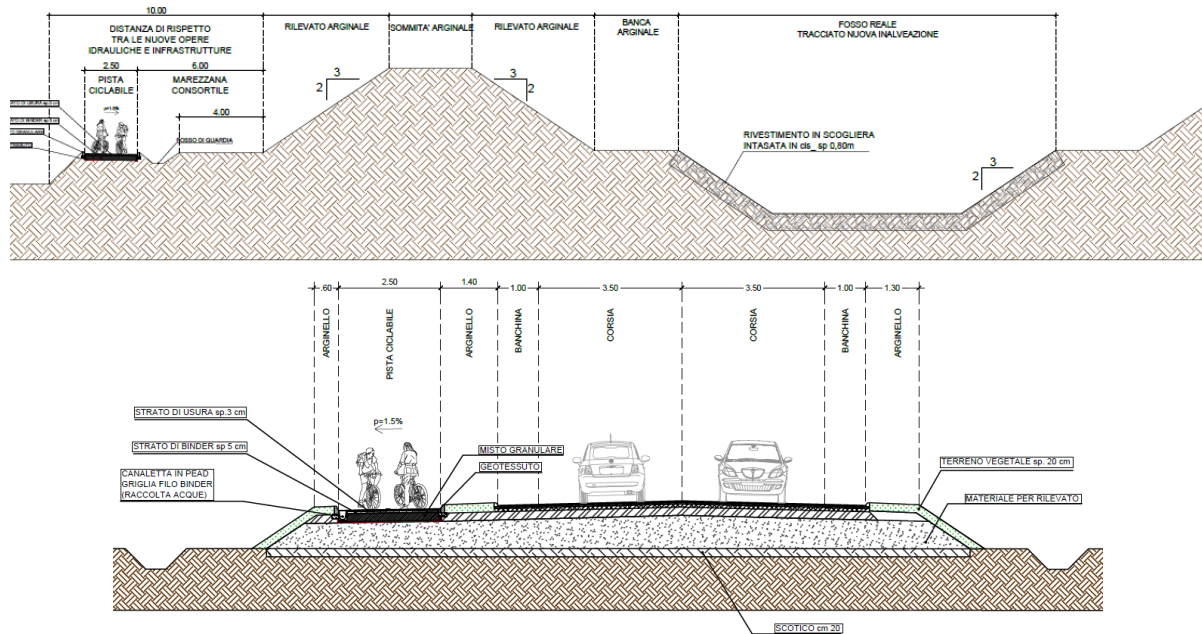 10.00
DISTANZA DI RISPETTO
TRA LE NUOVE OPERE
IDRAULICHE E INFRASTRUTTURE
RILEVATO ARGINALE
SOMMITA' ARGINALE
RILEVATO ARGINALE
BANCA
ARGINALE
FOSSO REALE
TRACCIATO NUOVA INALVEAZIONE
2.50
6.00
PISTA
CICLABILE
MAREZZANA
CONSORTILE
4.00
3
2
3
2
3
2
FOSSO DI GUARDIA
RIVESTIMENTO IN SCOGLIERA
INTASATA IN cls_ sp 0,80m
.60
2.50
1.40
1.00
3.50
3.50
1.00
1.30
ARGINELLO
PISTA CICLABILE
ARGINELLO
BANCHINA
CORSIA
CORSIA
BANCHINA
ARGINELLO
STRATO DI USURA sp.3 cm
p=1.5%
STRATO DI BINDER sp 5 cm
MISTO GRANULARE
GEOTESSUTO
CANALETTA IN PEAD
GRIGLIA FILO BINDER
(RACCOLTA ACQUE)
TERRENO VEGETALE sp. 20 cm
MATERIALE PER RILEVATO
SCOTICO cm 20